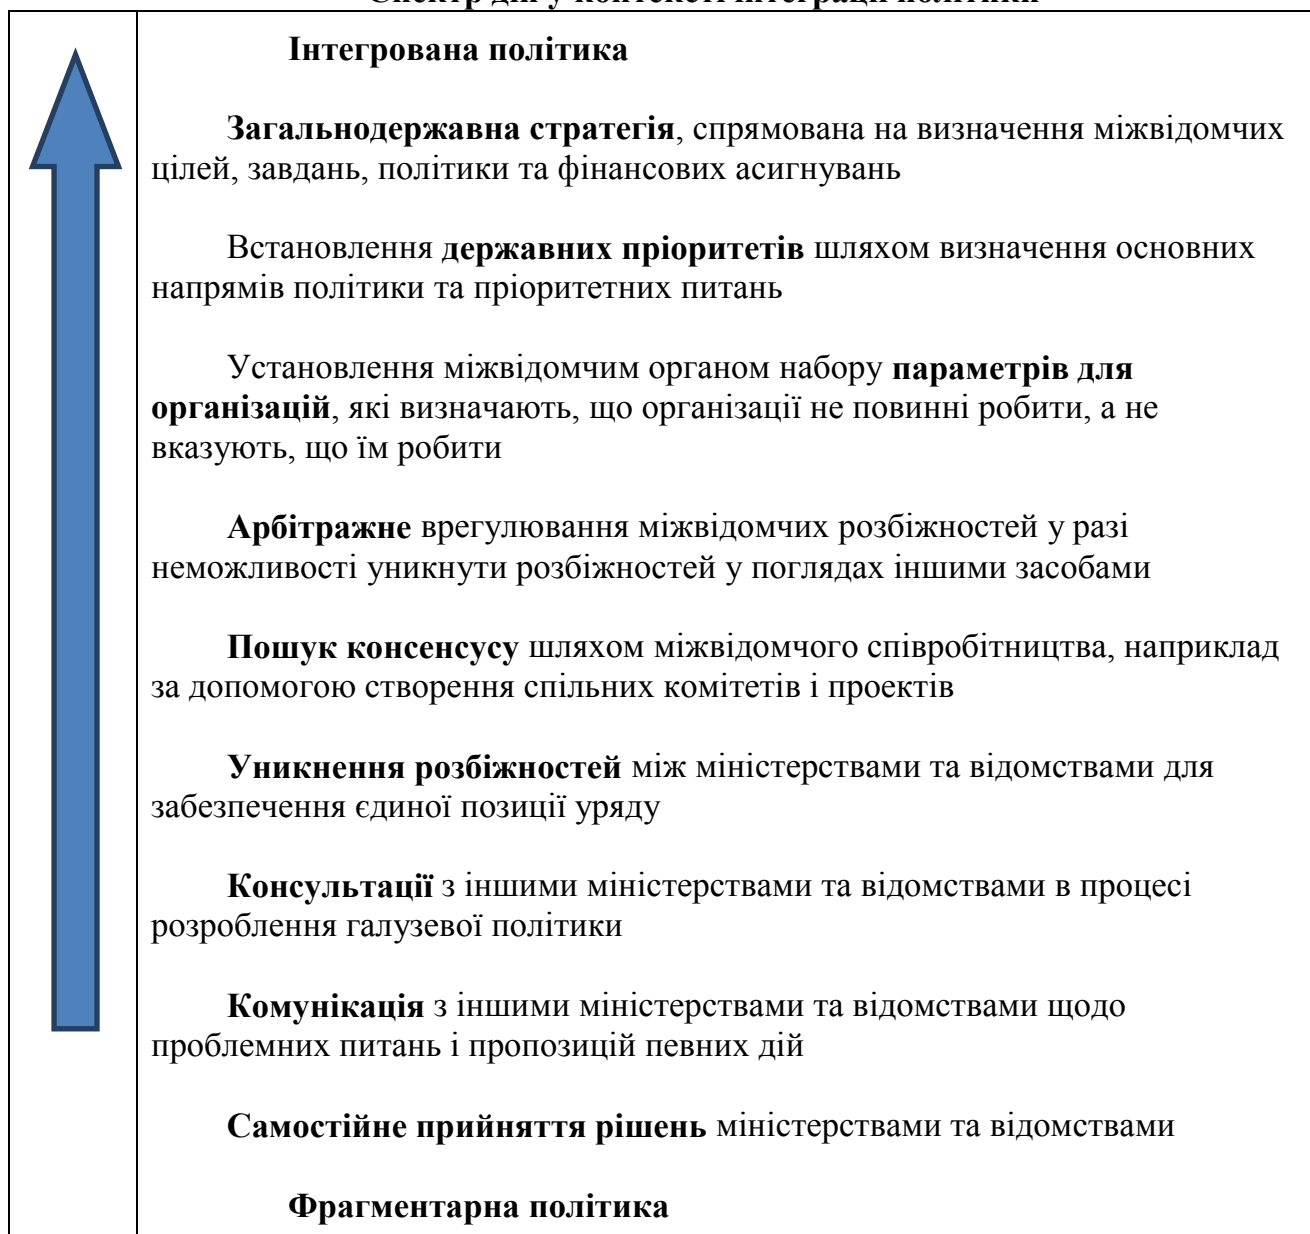 Спектр дій у контексті інтеграції політики
Інтегрована політика
Загальнодержавна стратегія, спрямована на визначення міжвідомчих
цілей, завдань, політики та фінансових асигнувань
Встановлення державних пріоритетів шляхом визначення основних
напрямів політики та пріоритетних питань
Установлення міжвідомчим органом набору параметрів для
організацій, які визначають, що організації не повинні робити, а не
вказують, що їм робити
Арбітражне врегулювання міжвідомчих розбіжностей у разі
неможливості уникнути розбіжностей у поглядах іншими засобами
Пошук консенсусу шляхом міжвідомчого співробітництва, наприклад
за допомогою створення спільних комітетів і проектів
Уникнення розбіжностей між міністерствами та відомствами для
забезпечення єдиної позиції уряду
Консультації з іншими міністерствами та відомствами в процесі
розроблення галузевої політики
Комунікація з іншими міністерствами та відомствами щодо
проблемних питань і пропозицій певних дій
Самостійне прийняття рішень міністерствами та відомствами
Фрагментарна політика